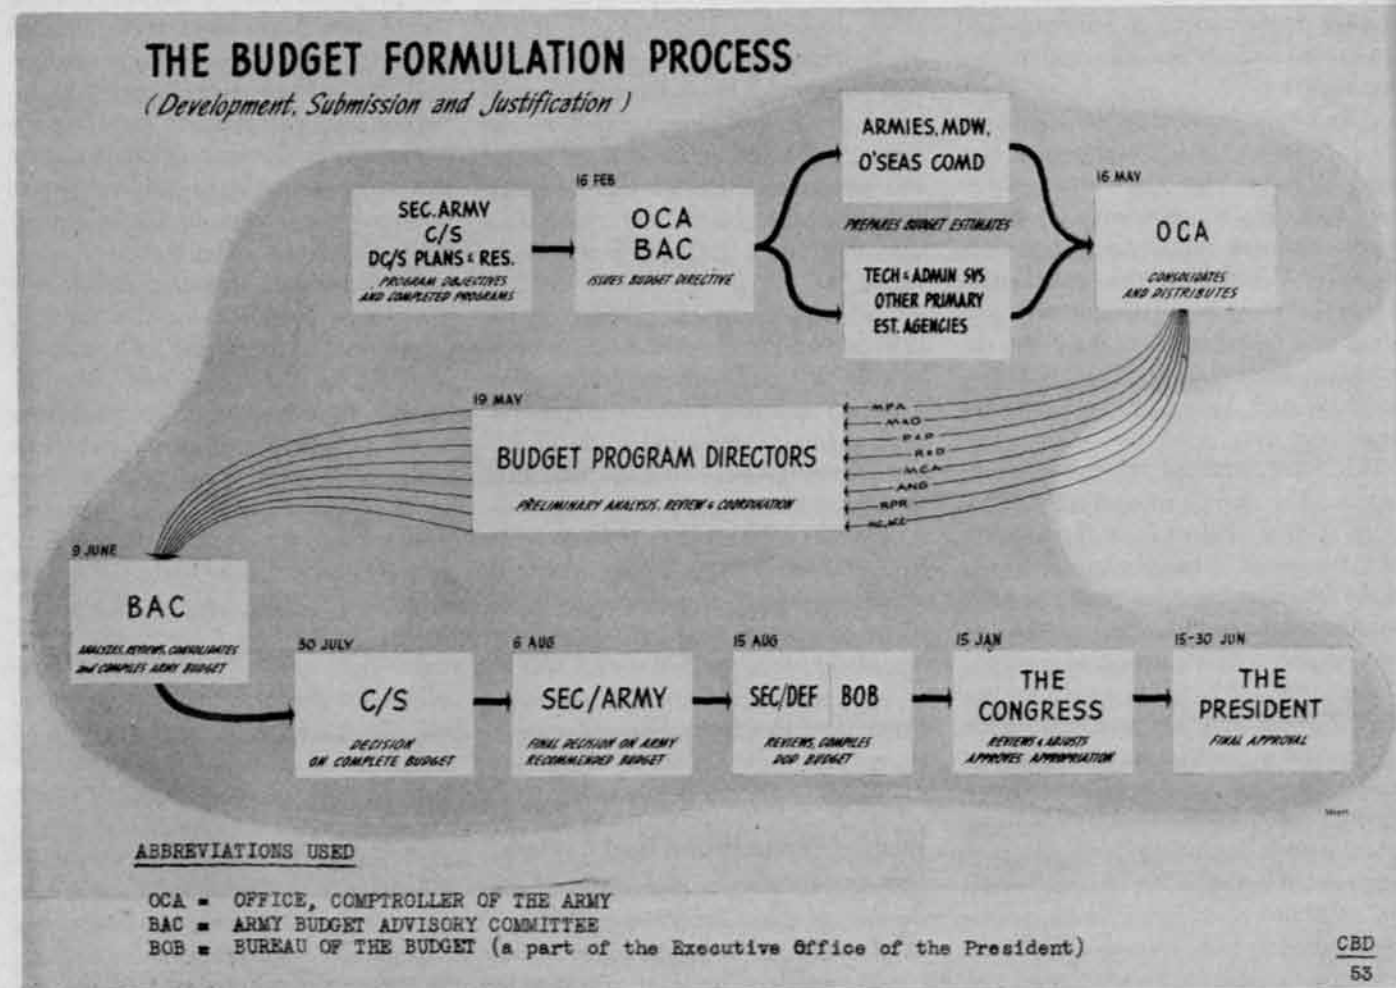 THE BUDGET FORMULATION PROCESS
(Development, Submission and Justification)
SEC. ARMY
C/S
DC/S PLANS & RES.
PROGRAM OBJECTIVES
AND COMPLETED PROGRAMS
16 FEB
OCA
BAC
ISSUES BUDGET DIRECTIVE
ARMIES, MDW,
O'SEAS COMD
PREPARES BUDGET ESTIMATES
TECH & ADMIN SVS
OTHER PRIMARY
EST. AGENCIES
16 MAY
OCA
CONSOLIDATES
AND DISTRIBUTES
19 MAY
BUDGET PROGRAM DIRECTORS
PRELIMINARY ANALYSIS, REVIEW & COORDINATION
MPA
M&O
P&P
R&D
MCA
ANG
RPR
9 JUNE
BAC
ANALYZES, REVIEWS, CONSOLIDATES
and COMPILES ARMY BUDGET
30 JULY
C/S
DECISION
ON COMPLETE BUDGET
6 AUG
SEC/ARMY
FINAL DECISION ON ARMY
RECOMMENDED BUDGET
15 AUG
SEC/DEF BOB
REVIEWS, COMPILES
DOD BUDGET
15 JAN
THE
CONGRESS
REVIEWS & ADJUSTS
APPROVES APPROPRIATION
15-30 JUN
THE
PRESIDENT
FINAL APPROVAL
ABBREVIATIONS USED
OCA = OFFICE, COMPTROLLER OF THE ARMY
BAC = ARMY BUDGET ADVISORY COMMITTEE
BOB = BUREAU OF THE BUDGET (a part of the Executive Office of the President)
CBD
53